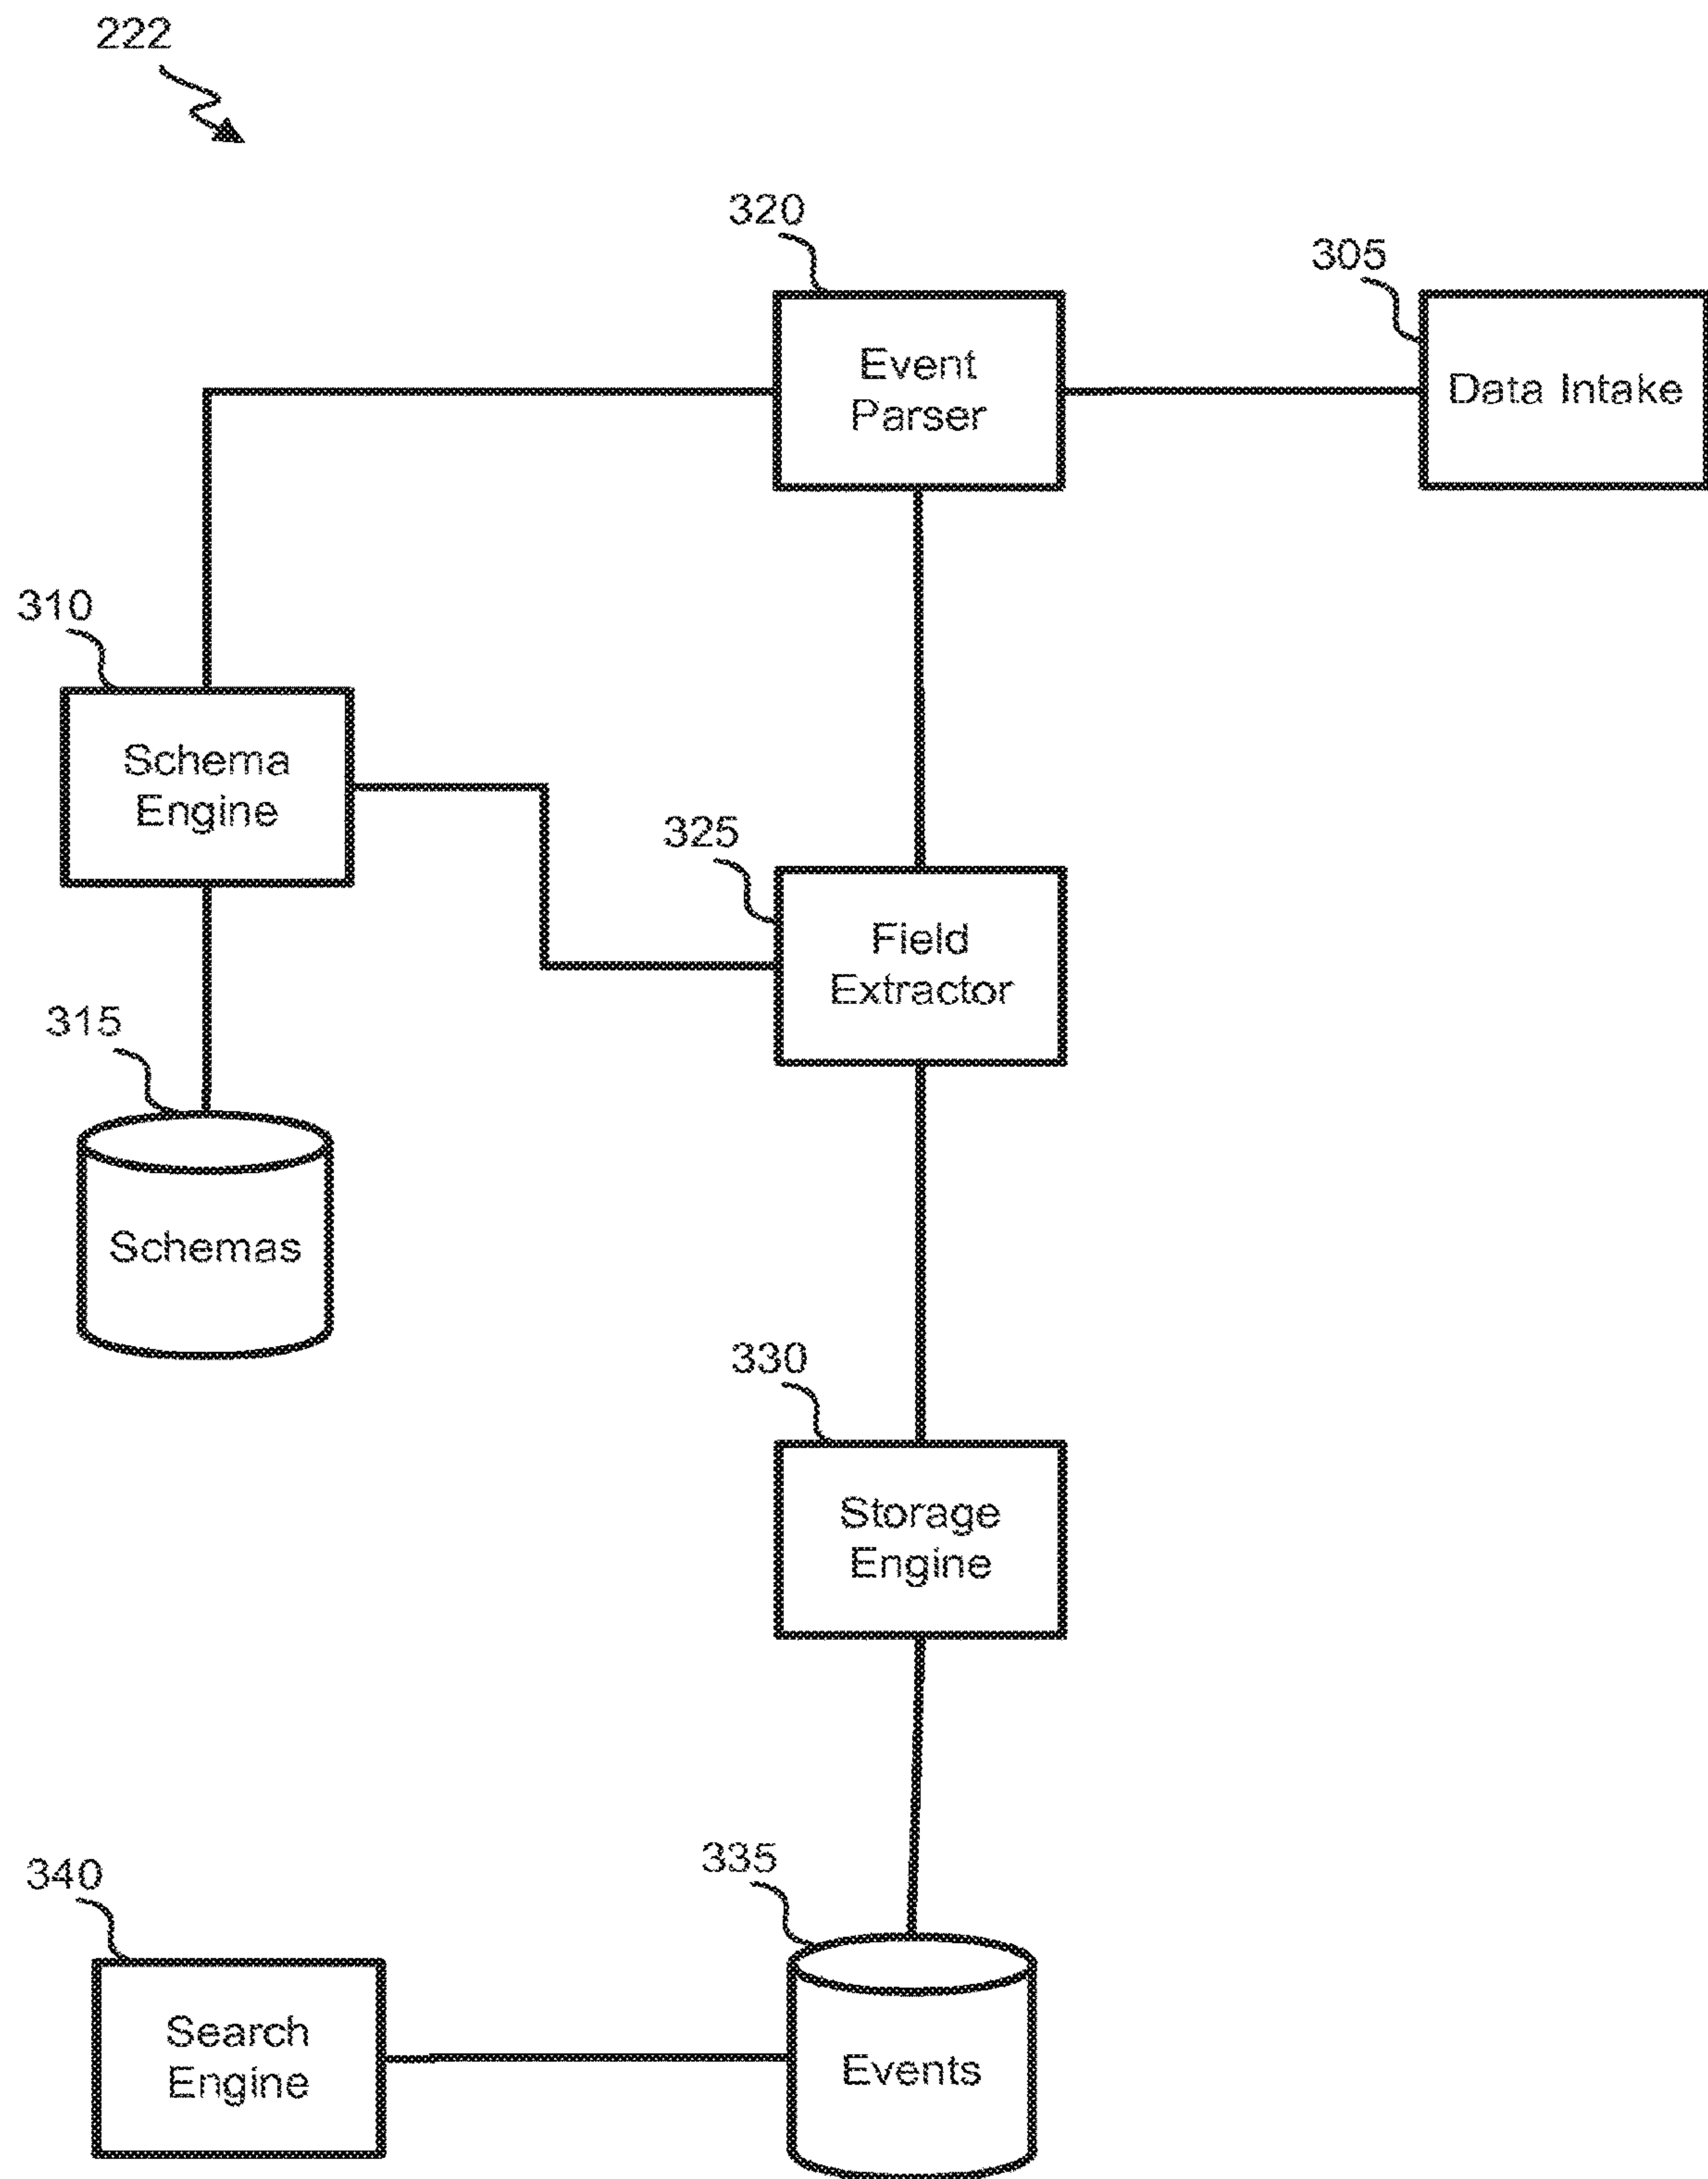 222
320
305
Event
Parser
Data Intake
310
Schema
Engine
325
Field
Extractor
315
Schemas
330
Storage
Engine
340
335
Search
Engine
Events